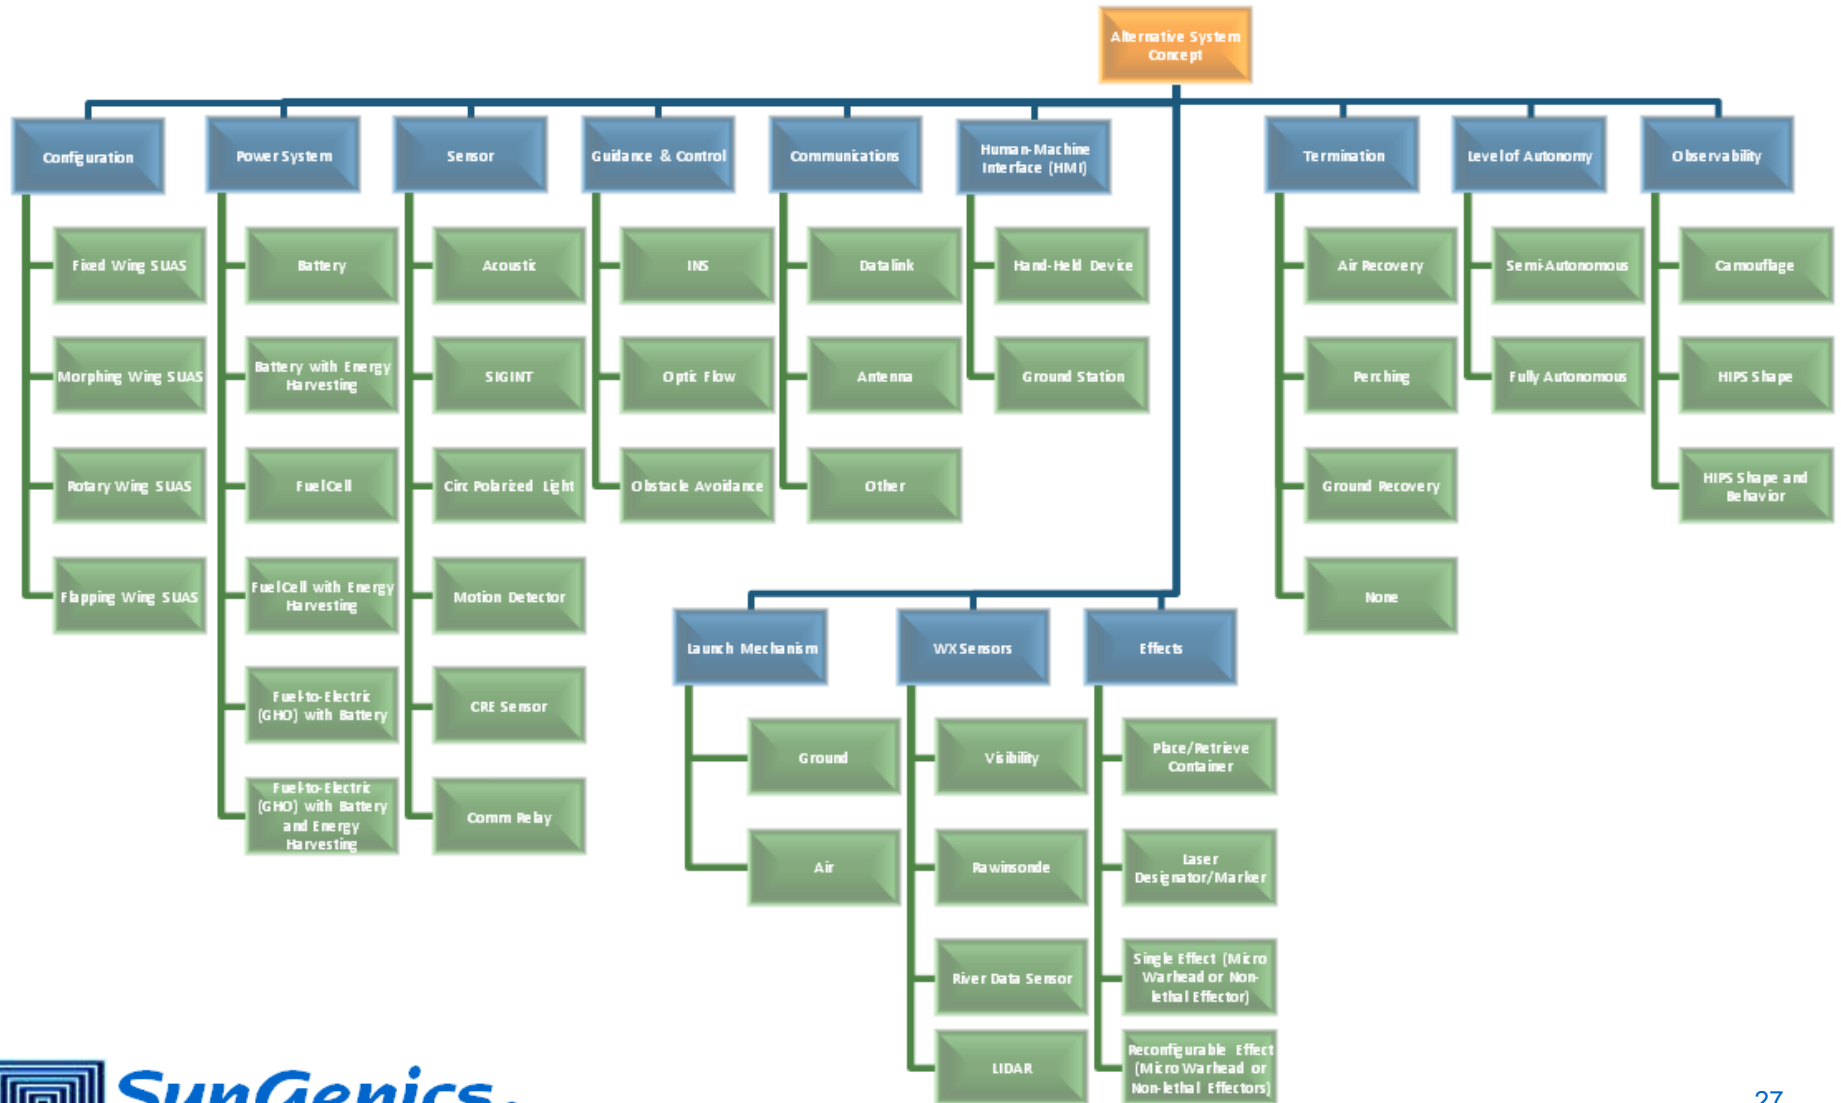 Alternative System
Concept
Configuration
Power System
Sensor
Guidance & Control
Communications
Human-Machine
Interface (HMI)
Termination
Level of Autonomy
Observability
Fixed Wing SUAS
Morphing Wing SUAS
Rotary Wing SUAS
Flapping Wing SUAS
Battery
Battery with Energy
Harvesting
Fuel Cell
Fuel Cell with Energy
Harvesting
Fuel-to-Electric
(GHO) with Battery
Fuel-to-Electric
(GHO) with Battery
and Energy
Harvesting
Acoustic
SIGINT
Circ Polarized Light
Motion Detector
CRE Sensor
Comm Relay
INS
Optic Flow
Obstacle Avoidance
Datalink
Antenna
Other
Hand-Held Device
Ground Station
Air Recovery
Perching
Ground Recovery
None
Semi-Autonomous
Fully Autonomous
Camouflage
HIPS Shape
HIPS Shape and
Behavior
Launch Mechanism
WX Sensors
Effects
Ground
Air
Visibility
Rawinsonde
River Data Sensor
LIDAR
Place/Retrieve
Container
Laser
Designator/Marker
Single Effect (Micro
Warhead or Non-
lethal Effector)
Reconfigurable Effect
(Micro Warhead or
Non-lethal Effectors)
SunGenics
27